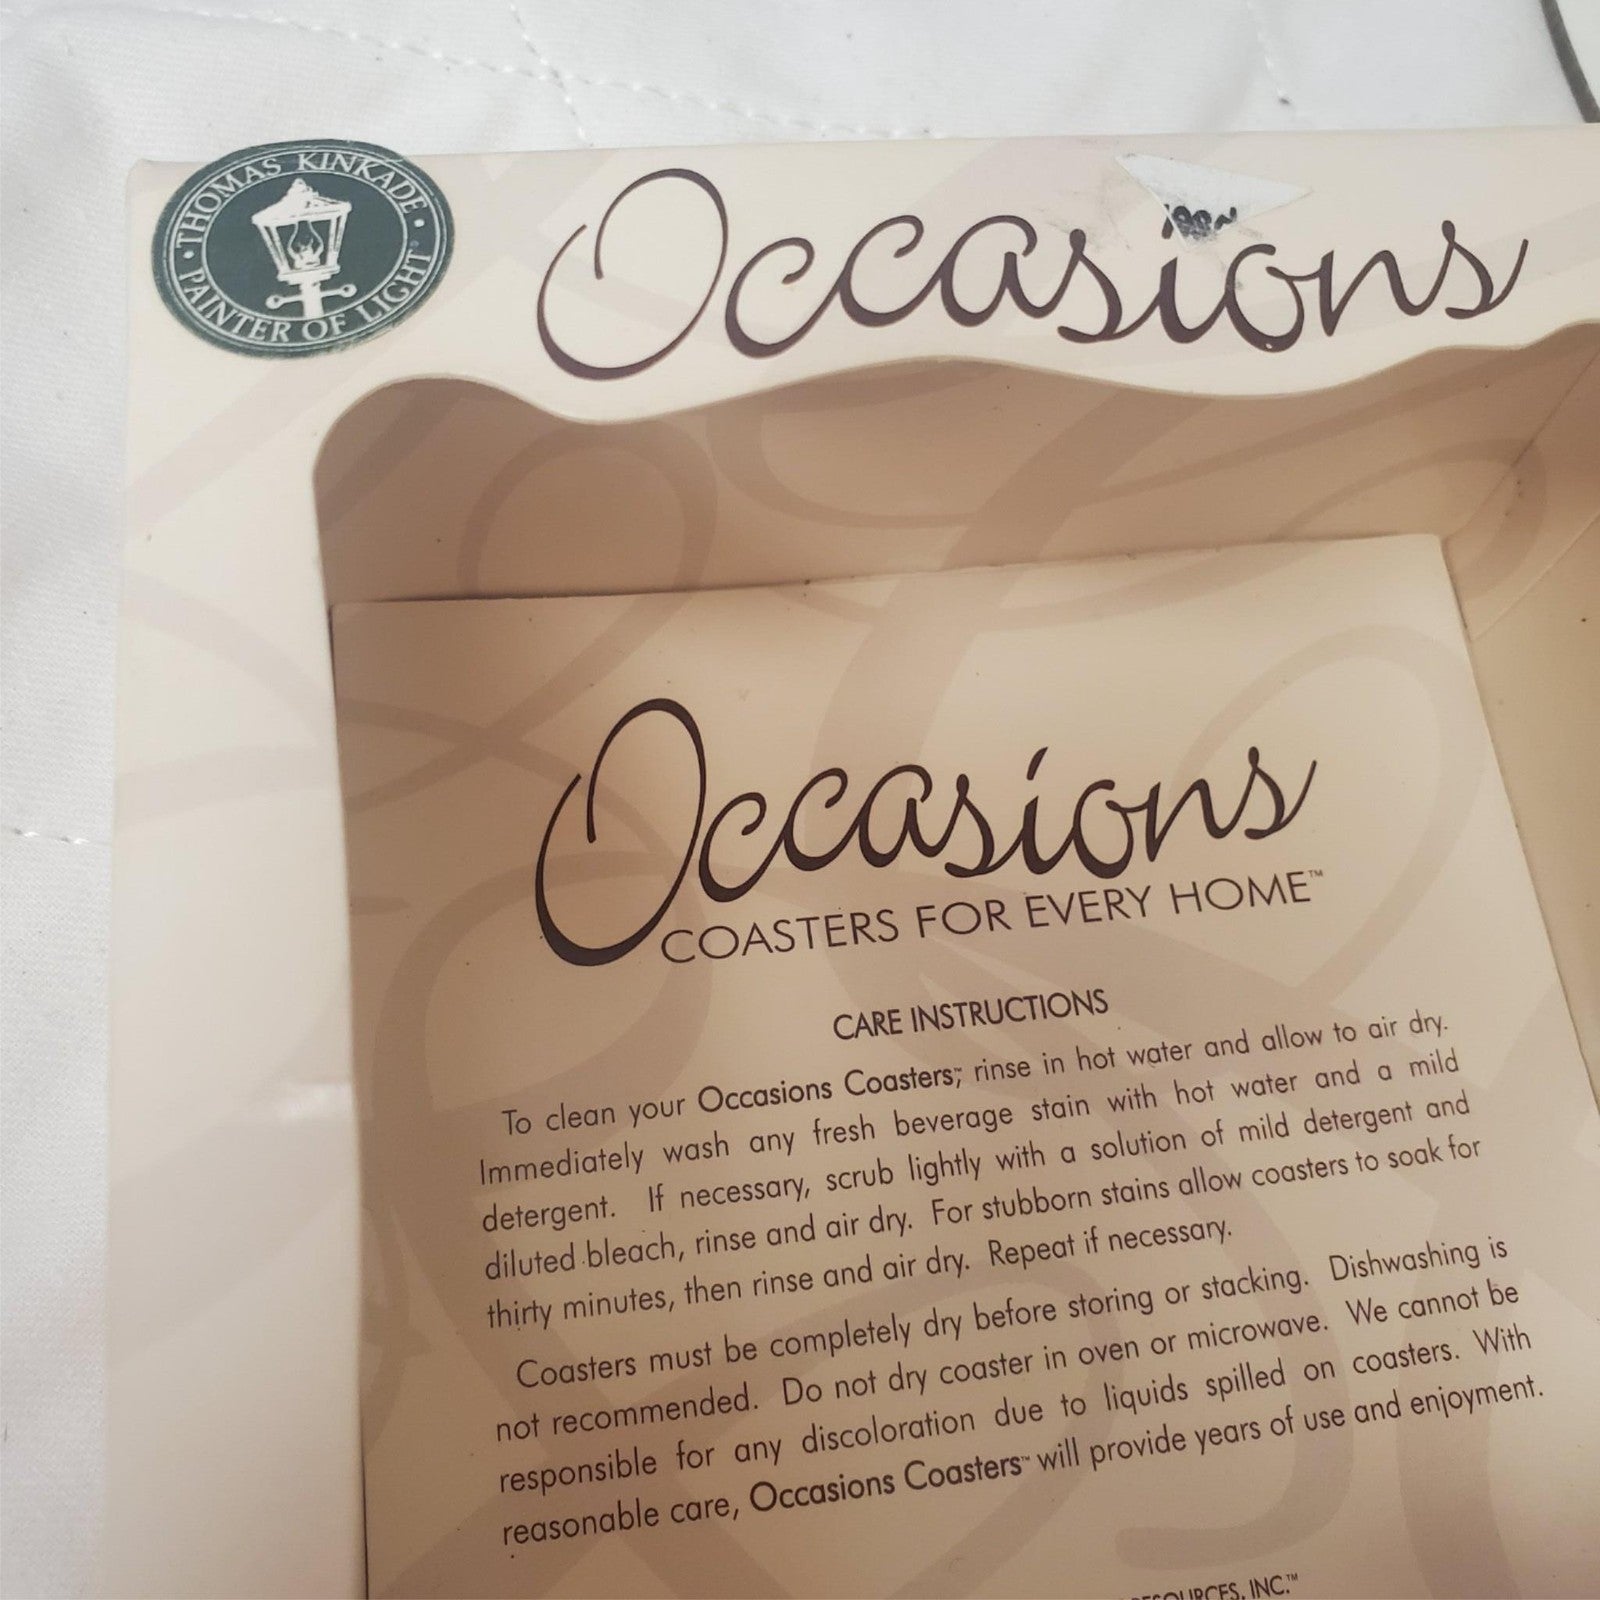 THOMAS KINKADE
PAINTER OF LIGHT
Occasions
Occasions
COASTERS FOR EVERY HOME™
CARE INSTRUCTIONS
To clean your Occasions Coasters,™ rinse in hot water and allow to air dry.
Immediately wash any fresh beverage stain with hot water and a mild
detergent. If necessary, scrub lightly with a solution of mild detergent and
diluted bleach, rinse and air dry. For stubborn stains allow coasters to soak for
thirty minutes, then rinse and air dry. Repeat if necessary.
Coasters must be completely dry before storing or stacking. Dishwashing is
not recommended. Do not dry coaster in oven or microwave. We cannot be
responsible for any discoloration due to liquids spilled on coasters. With
reasonable care, Occasions Coasters™ will provide years of use and enjoyment.
INC.™